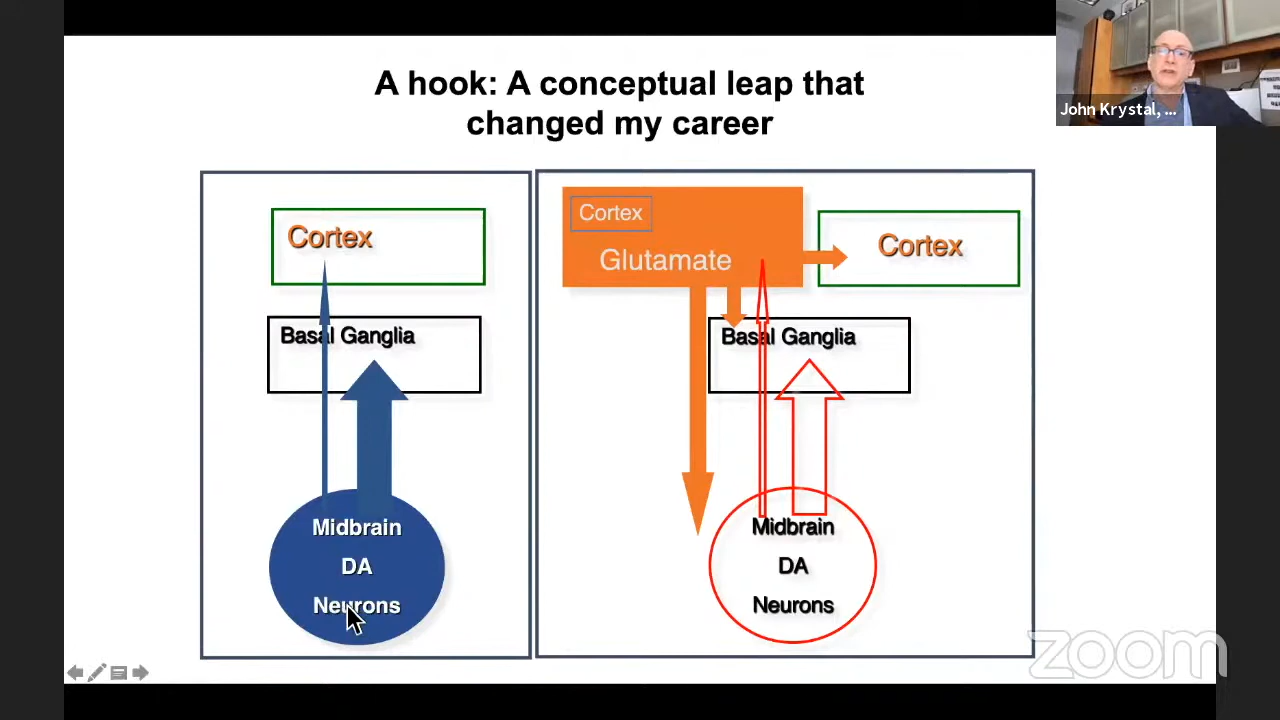 A hook: A conceptual leap that
changed my career
John Krystal, ...
Cortex
Basal Ganglia
Midbrain
DA
Neurons
Cortex
Glutamate
Cortex
Basal Ganglia
Midbrain
DA
Neurons
zoom